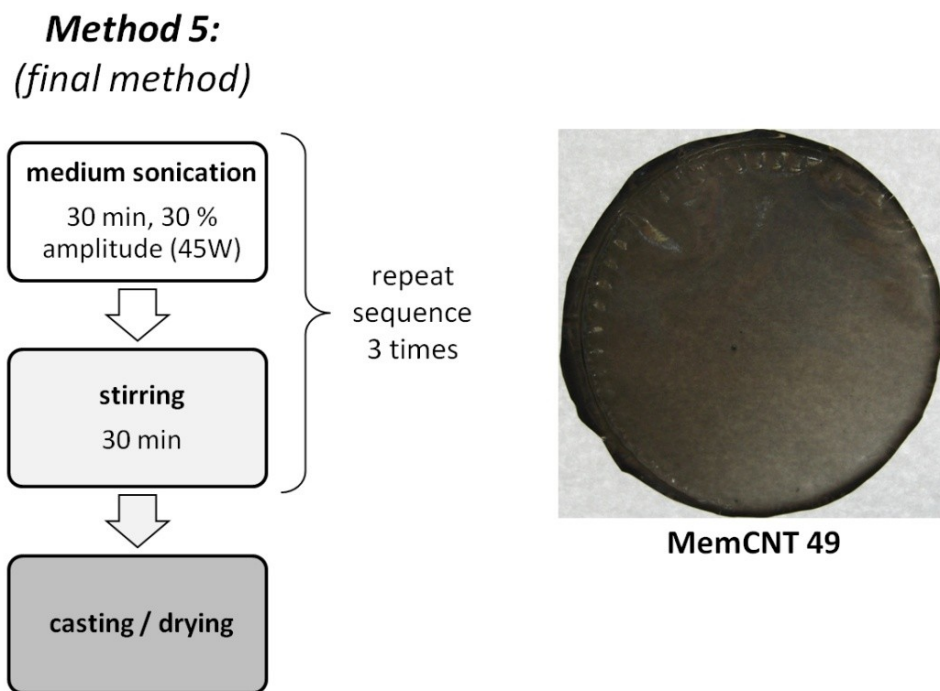 Method 5:
(final method)
medium sonication
30 min, 30 %
amplitude (45W)
stirring
30 min
casting / drying
repeat
sequence
3 times
MemCNT 49